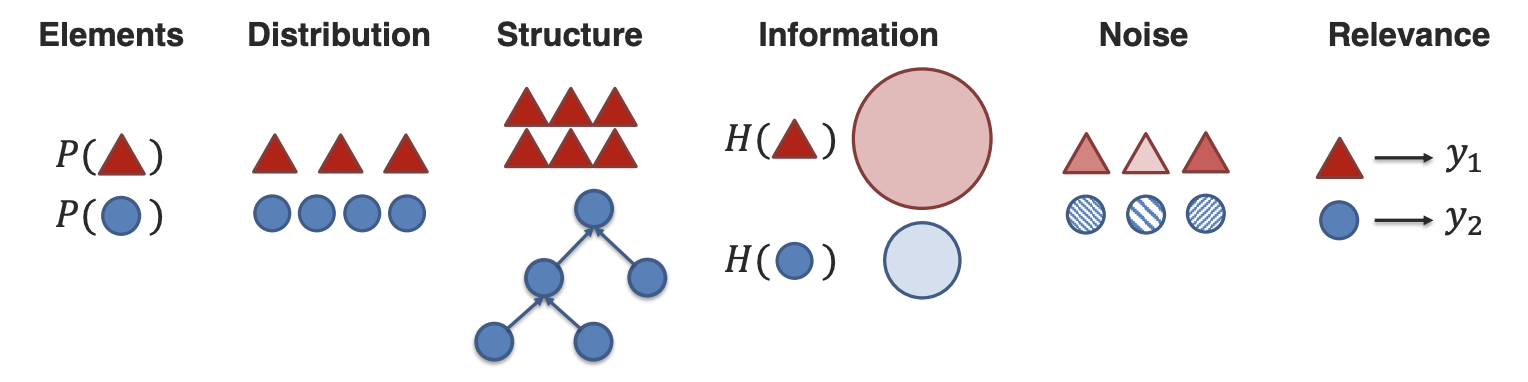 Elements
Distribution
Structure
Information
Noise
Relevance
P( )
P( )
H( )
H( )
y₁
y₂